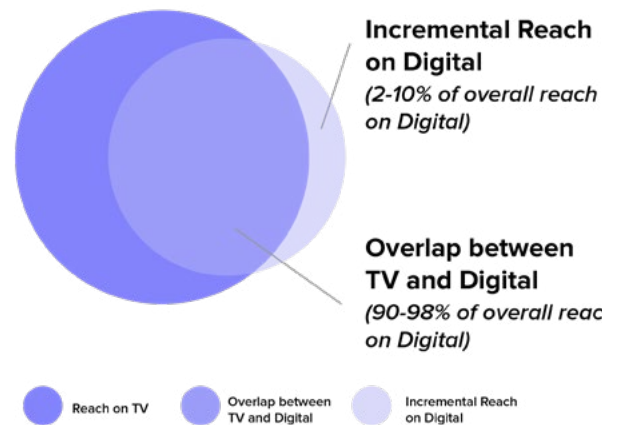 Incremental Reach
on Digital
(2-10% of overall reach
on Digital)
Overlap between
TV and Digital
(90-98% of overall reac
on Digital)
Reach on TV
Overlap between
TV and Digital
Incremental Reach
on Digital